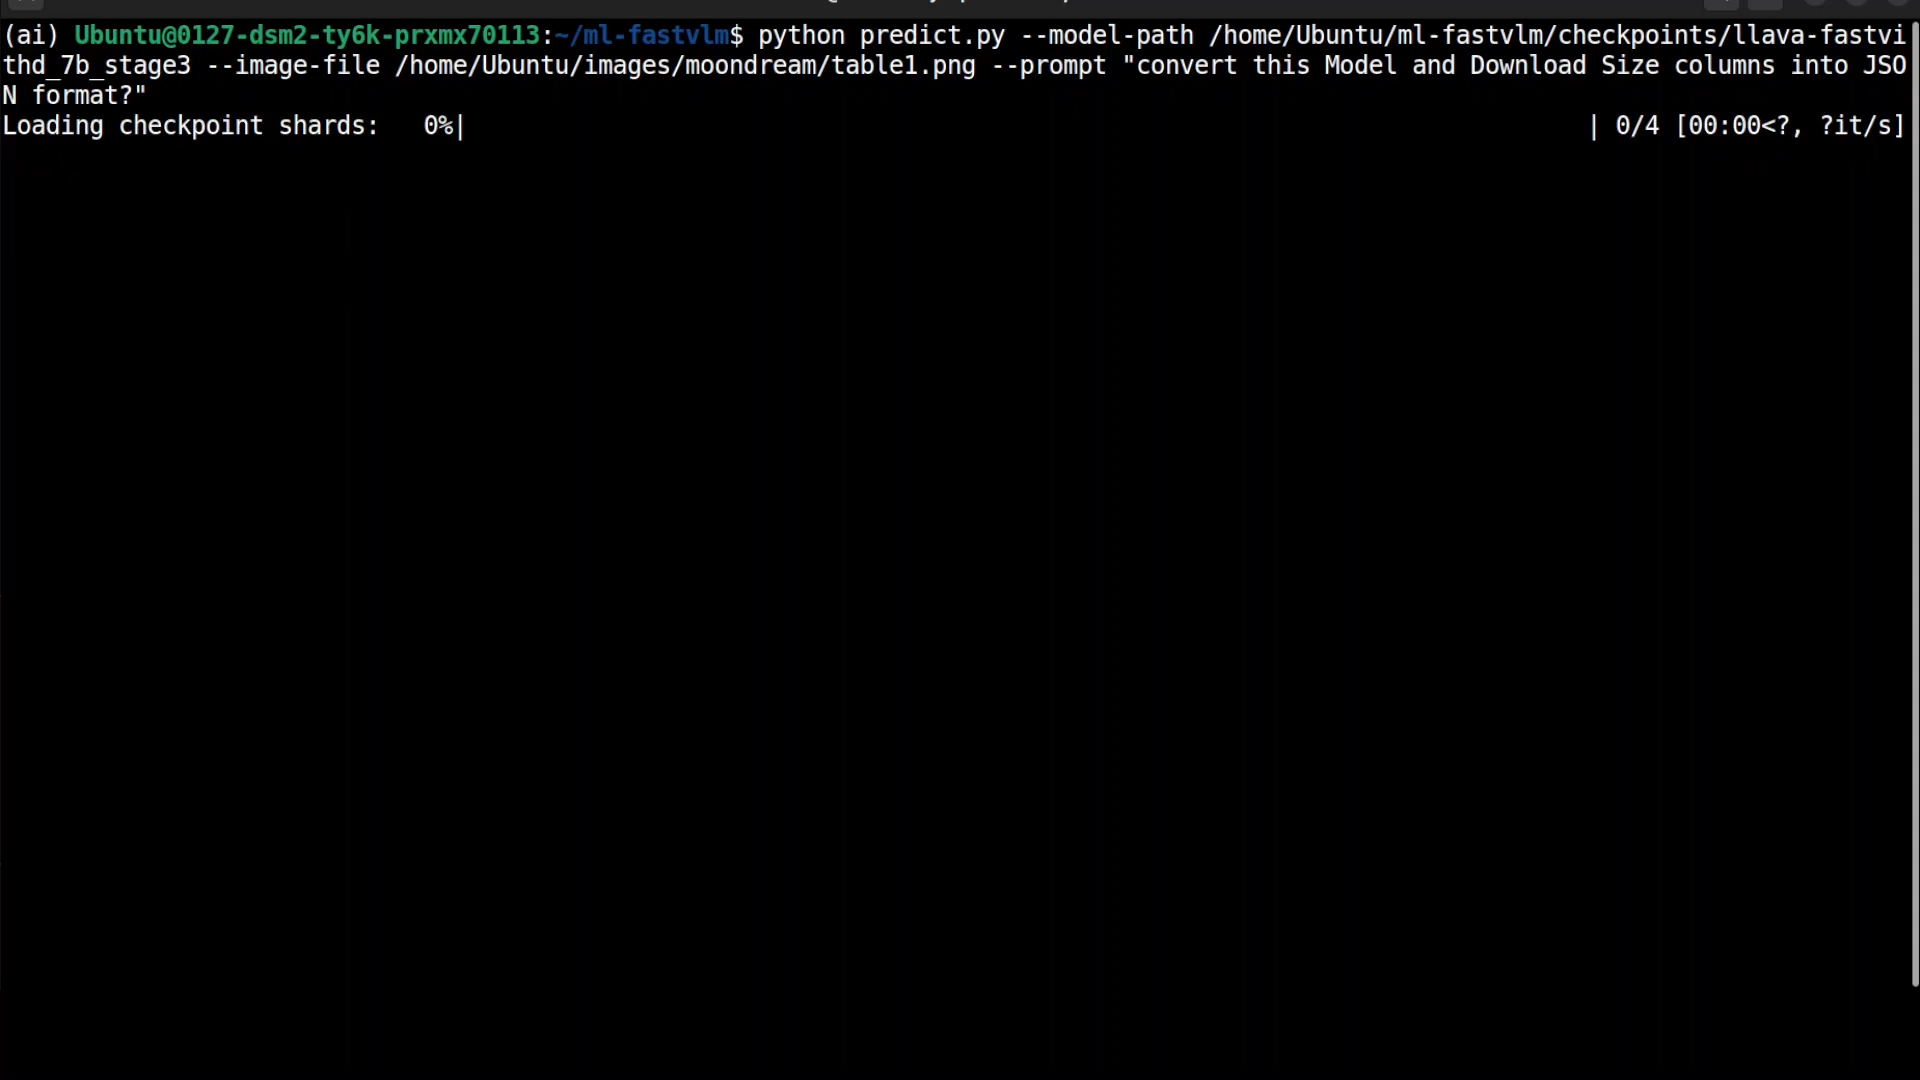 (ai) Ubuntu@0127-dsm2-ty6k-prxmx70113:~/ml-fastvlm$ python predict.py --model-path /home/Ubuntu/ml-fastvlm/checkpoints/llava-fastvi
thd_7b_stage3 --image-file /home/Ubuntu/images/moondream/table1.png --prompt "convert this Model and Download Size columns into JSO
N format?"
Loading checkpoint shards:   0%|                                                                             | 0/4 [00:00<?, ?it/s]